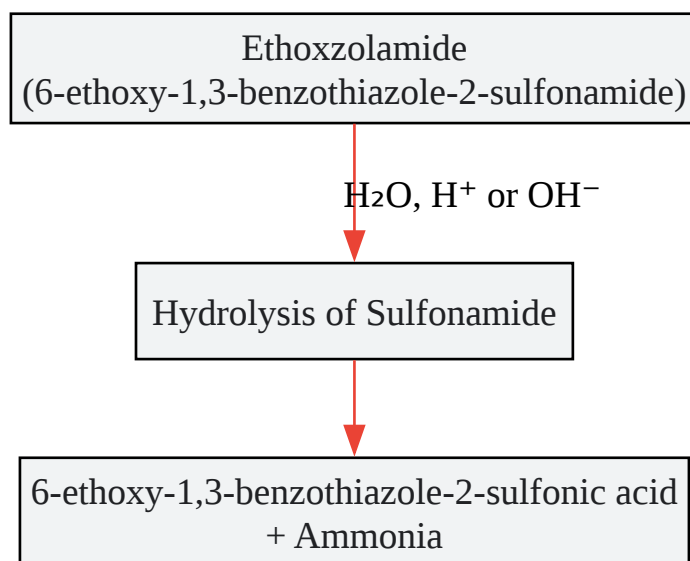 Ethoxzolamide
(6-ethoxy-1,3-benzothiazole-2-sulfonamide)
H₂O, H⁺ or OH⁻
Hydrolysis of Sulfonamide
6-ethoxy-1,3-benzothiazole-2-sulfonic acid
+ Ammonia